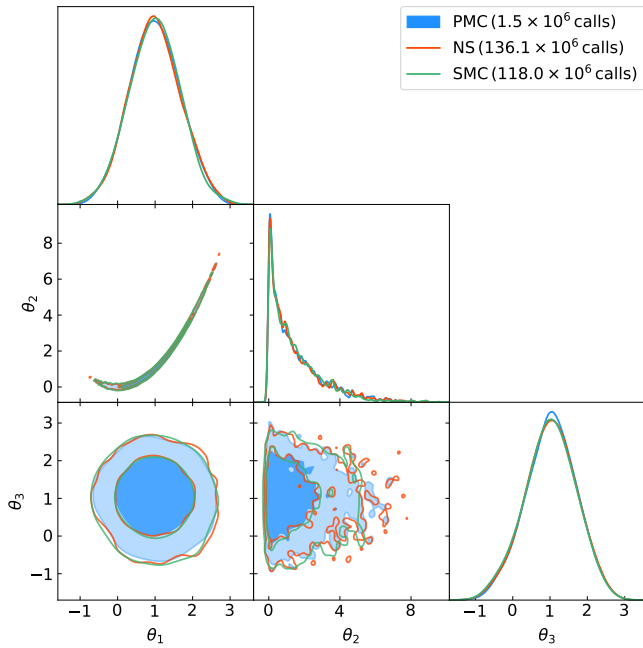 PMC (1.5 × 10⁶ calls)
NS (136.1 × 10⁶ calls)
SMC (118.0 × 10⁶ calls)
8
6
4
2
0
θ₂
3
2
1
0
−1
θ₃
−1 0 1 2 3
θ₁
0 4 8
θ₂
−1 0 1 2 3
θ₃